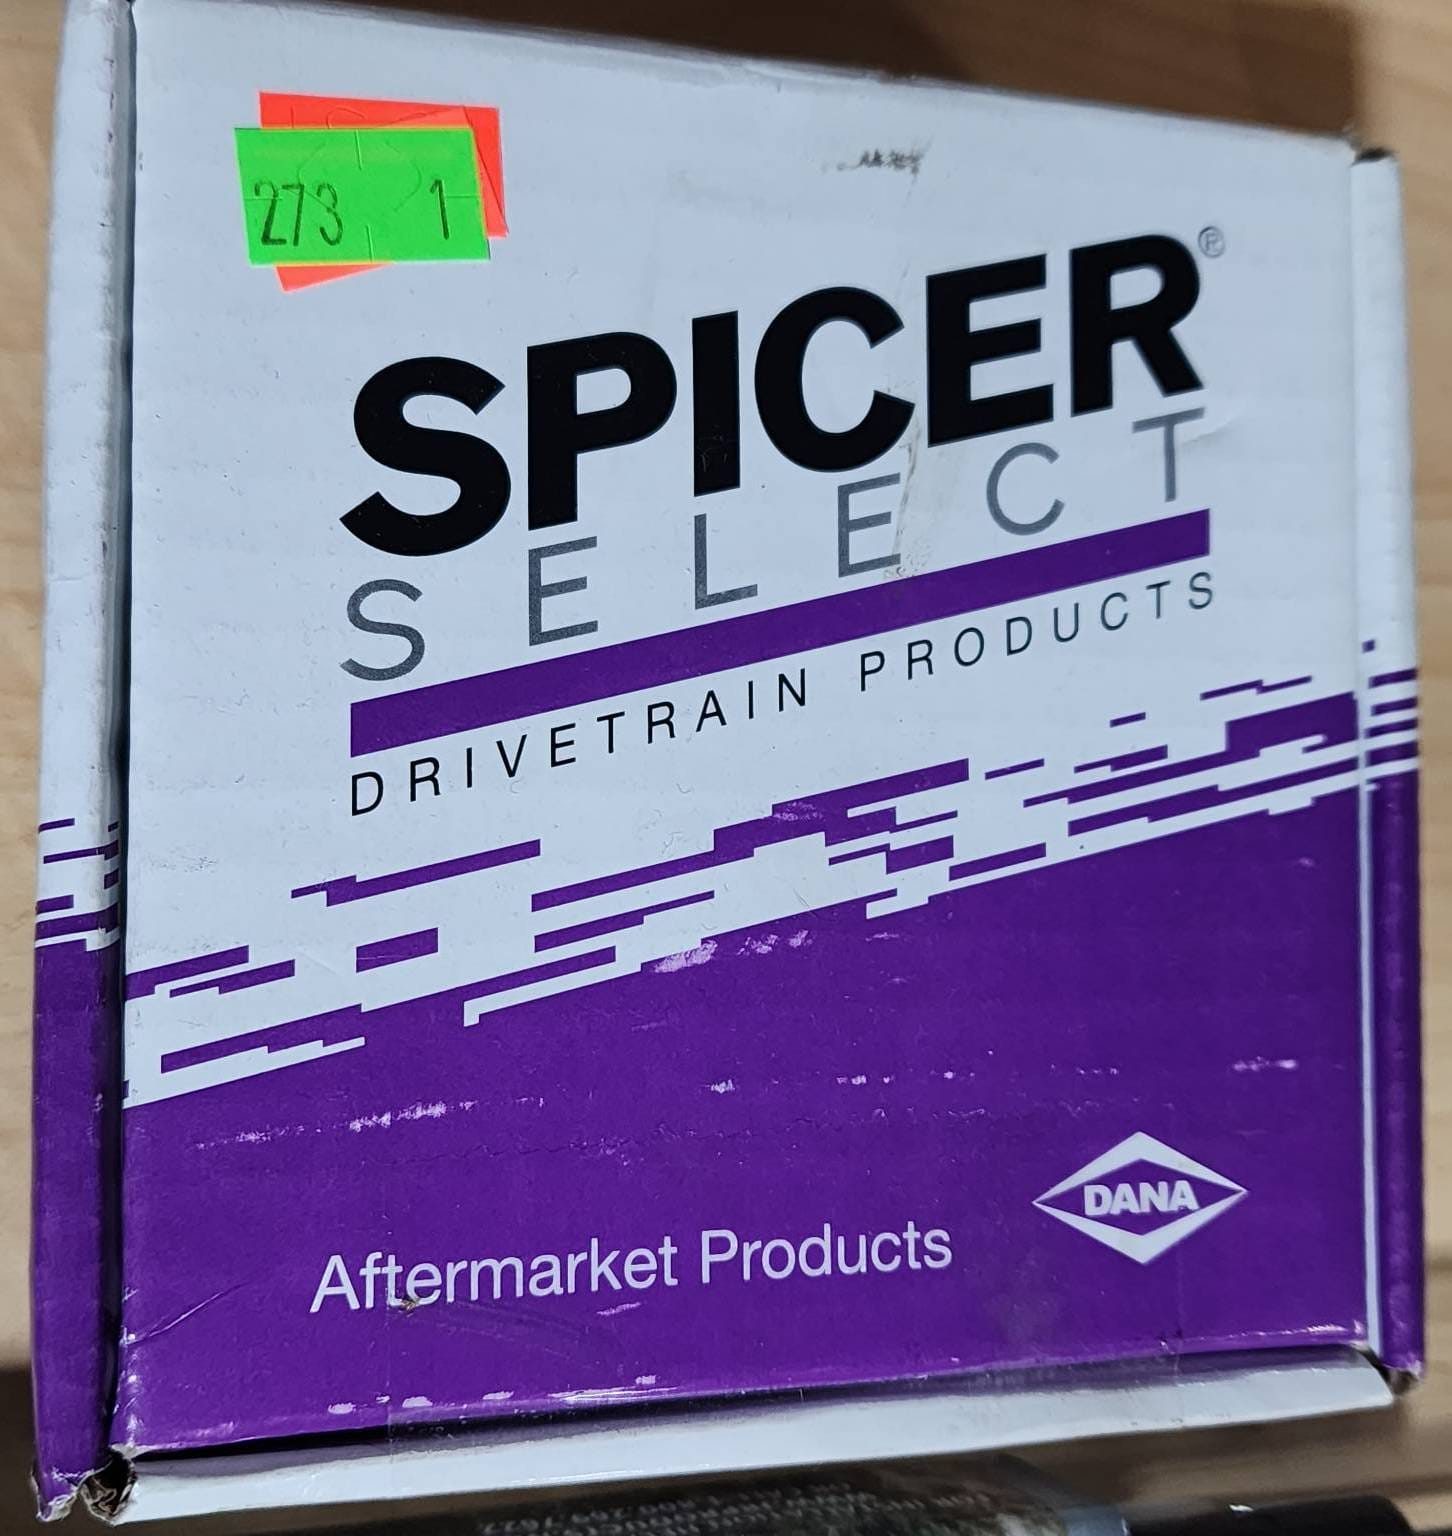 273 1
SPICER®
SELECT
DRIVETRAIN PRODUCTS
Aftermarket Products
DANA